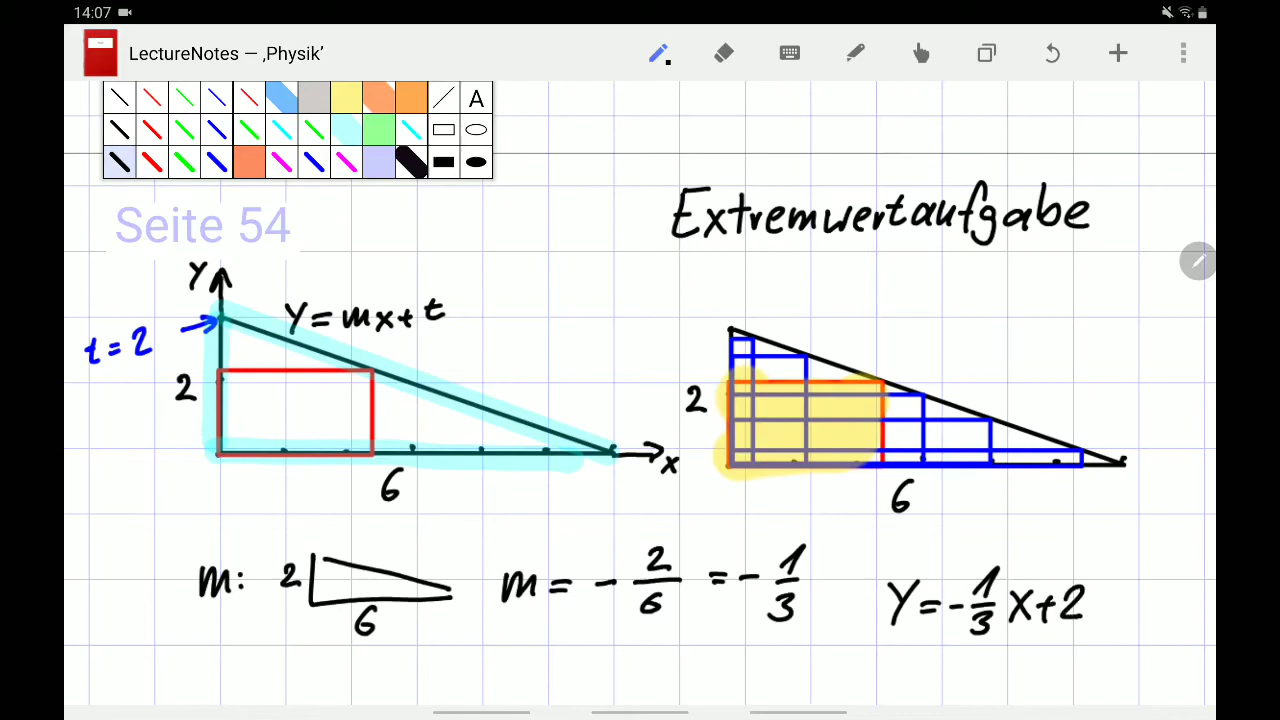 14:07
LectureNotes — ‚Physik’
A
Seite 54
Extremwertaufgabe
Y
Y = mx + t
t = 2
2
x
6
2
6
m: 2
6
m = - 2/6 = - 1/3
Y = - 1/3 x + 2